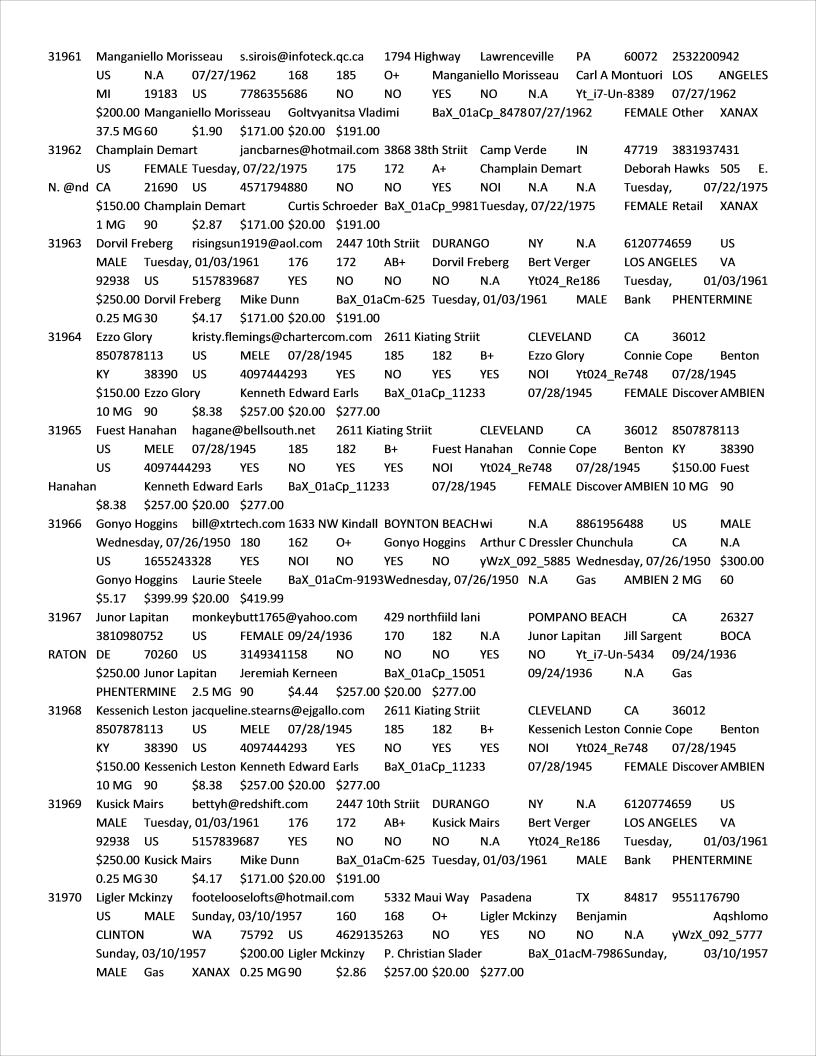 31961 Manganiello Morisseau s.sirois@infoteck.qc.ca 1794 Highway Lawrenceville PA 60072 2532200942
US N.A 07/27/1962 168 185 O+ Manganiello Morisseau Carl A Montuori LOS ANGELES
MI 19183 US 7786355686 NO NO YES NO N.A Yt_i7-Un-8389 07/27/1962
$200.00 Manganiello Morisseau Goltvyanitsa Vladimi BaX_01aCp_847807/27/1962 FEMALE Other XANAX
37.5 MG 60 $1.90 $171.00 $20.00 $191.00
31962 Champlain Demart jancbarnes@hotmail.com 3868 38th Striit Camp Verde IN 47719 3831937431
US FEMALE Tuesday, 07/22/1975 175 172 A+ Champlain Demart Deborah Hawks 505 E.
N. @nd CA 21690 US 4571794880 NO NO YES NOI N.A N.A Tuesday, 07/22/1975
$150.00 Champlain Demart Curtis Schroeder BaX_01aCp_9981 Tuesday, 07/22/1975 FEMALE Retail XANAX
1 MG 90 $2.87 $171.00 $20.00 $191.00
31963 Dorvil Freberg risingsun1919@aol.com 2447 10th Striit DURANGO NY N.A 6120774659 US
MALE Tuesday, 01/03/1961 176 172 AB+ Dorvil Freberg Bert Verger LOS ANGELES VA
92938 US 5157839687 YES NO NO NO N.A Yt024_Re186 Tuesday, 01/03/1961
$250.00 Dorvil Freberg Mike Dunn BaX_01aCm-625 Tuesday, 01/03/1961 MALE Bank PHENTERMINE
0.25 MG 30 $4.17 $171.00 $20.00 $191.00
31964 Ezzo Glory kristy.flemings@chartercom.com 2611 Kiating Striit CLEVELAND CA 36012
8507878113 US MELE 07/28/1945 185 182 B+ Ezzo Glory Connie Cope Benton
KY 38390 US 4097444293 YES NO YES YES NOI Yt024_Re748 07/28/1945
$150.00 Ezzo Glory Kenneth Edward Earls BaX_01aCp_11233 07/28/1945 FEMALE Discover AMBIEN
10 MG 90 $8.38 $257.00 $20.00 $277.00
31965 Fuest Hanahan hagane@bellsouth.net 2611 Kiating Striit CLEVELAND CA 36012 8507878113
US MELE 07/28/1945 185 182 B+ Fuest Hanahan Connie Cope Benton KY 38390
US 4097444293 YES NO YES YES NOI Yt024_Re748 07/28/1945 $150.00 Fuest
Hanahan Kenneth Edward Earls BaX_01aCp_11233 07/28/1945 FEMALE Discover AMBIEN 10 MG 90
$8.38 $257.00 $20.00 $277.00
31966 Gonyo Hoggins bill@xtrtech.com 1633 NW Kindall BOYNTON BEACH wi N.A 8861956488 US MALE
Wednesday, 07/26/1950 180 162 O+ Gonyo Hoggins Arthur C Dressler Chunchula CA N.A
US 1655243328 YES NOI NO YES NO yWzX_092_5885 Wednesday, 07/26/1950 $300.00
Gonyo Hoggins Laurie Steele BaX_01aCm-9193Wednesday, 07/26/1950 N.A Gas AMBIEN 2 MG 60
$5.17 $399.99 $20.00 $419.99
31967 Junor Lapitan monkeybutt1765@yahoo.com 429 northfiild lani POMPANO BEACH CA 26327
3810980752 US FEMALE 09/24/1936 170 182 N.A Junor Lapitan Jill Sargent BOCA
RATON DE 70260 US 3149341158 NO NO NO YES NO Yt_i7-Un-5434 09/24/1936
$250.00 Junor Lapitan Jeremiah Kerneen BaX_01aCp_15051 09/24/1936 N.A Gas
PHENTERMINE 2.5 MG 90 $4.44 $257.00 $20.00 $277.00
31968 Kessenich Leston jacqueline.stearns@ejgallo.com 2611 Kiating Striit CLEVELAND CA 36012
8507878113 US MELE 07/28/1945 185 182 B+ Kessenich Leston Connie Cope Benton
KY 38390 US 4097444293 YES NO YES YES NOI Yt024_Re748 07/28/1945
$150.00 Kessenich Leston Kenneth Edward Earls BaX_01aCp_11233 07/28/1945 FEMALE Discover AMBIEN
10 MG 90 $8.38 $257.00 $20.00 $277.00
31969 Kusick Mairs bettyh@redshift.com 2447 10th Striit DURANGO NY N.A 6120774659 US
MALE Tuesday, 01/03/1961 176 172 AB+ Kusick Mairs Bert Verger LOS ANGELES VA
92938 US 5157839687 YES NO NO NO N.A Yt024_Re186 Tuesday, 01/03/1961
$250.00 Kusick Mairs Mike Dunn BaX_01aCm-625 Tuesday, 01/03/1961 MALE Bank PHENTERMINE
0.25 MG 30 $4.17 $171.00 $20.00 $191.00
31970 Ligler Mckinzy footelooselofts@hotmail.com 5332 Maui Way Pasadena TX 84817 9551176790
US MALE Sunday, 03/10/1957 160 168 O+ Ligler Mckinzy Benjamin Aqshlomo
CLINTON WA 75792 US 4629135263 NO YES NO NO N.A yWzX_092_5777
Sunday, 03/10/1957 $200.00 Ligler Mckinzy P. Christian Slader BaX_01acM-7986Sunday, 03/10/1957
MALE Gas XANAX 0.25 MG 90 $2.86 $257.00 $20.00 $277.00